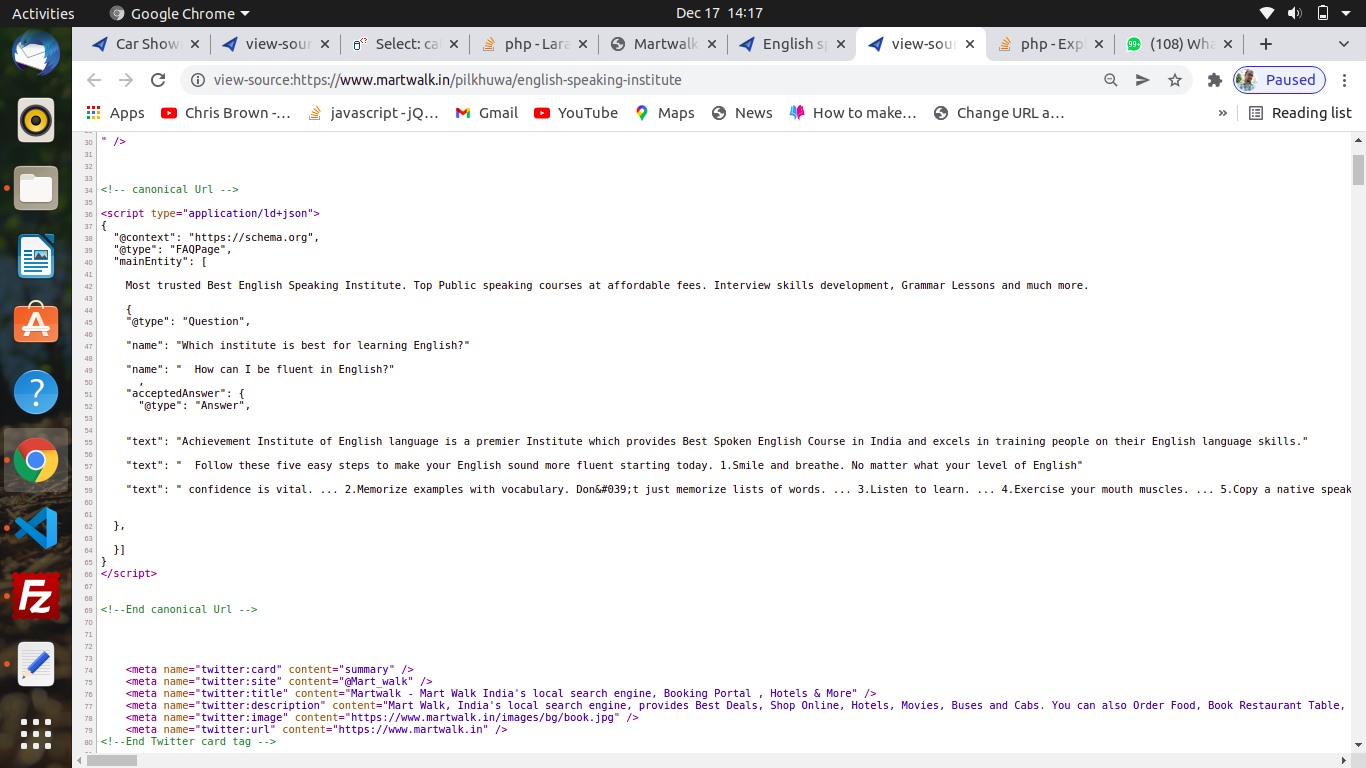 Activities
Google Chrome
Dec 17 14:17
Car Show
view-sour
Select: cal
php - Lara
Martwalk
English sp
view-sour
php - Expl
(108) Wha
view-source:https://www.martwalk.in/pilkhuwa/english-speaking-institute
Paused
Apps
Chris Brown -...
javascript - jQ...
Gmail
YouTube
Maps
News
How to make...
Change URL a...
»
Reading list
30 " />
31
32
33
34 <!-- canonical Url -->
35
36 <script type="application/ld+json">
37 {
38 "@context": "https://schema.org",
39 "@type": "FAQPage",
40 "mainEntity": [
41
42 Most trusted Best English Speaking Institute. Top Public speaking courses at affordable fees. Interview skills development, Grammar Lessons and much more.
43
44 {
45 "@type": "Question",
46
47 "name": "Which institute is best for learning English?"
48
49 "name": "  How can I be fluent in English?"
50 ,
51 "acceptedAnswer": {
52 "@type": "Answer",
53
54
55 "text": "Achievement Institute of English language is a premier Institute which provides Best Spoken English Course in India and excels in training people on their English language skills."
56
57 "text": "  Follow these five easy steps to make your English sound more fluent starting today. 1.Smile and breathe. No matter what your level of English"
58
59 "text": " confidence is vital. ... 2.Memorize examples with vocabulary. Don&#039;t just memorize lists of words. ... 3.Listen to learn. ... 4.Exercise your mouth muscles. ... 5.Copy a native speak
60
61
62 },
63
64 }]
65 }
66 </script>
67
68
69 <!--End canonical Url -->
70
71
72
73
74 <meta name="twitter:card" content="summary" />
75 <meta name="twitter:site" content="@Mart_walk" />
76 <meta name="twitter:title" content="Martwalk - Mart Walk India's local search engine, Booking Portal , Hotels & More" />
77 <meta name="twitter:description" content="Mart Walk, India's local search engine, provides Best Deals, Shop Online, Hotels, Movies, Buses and Cabs. You can also Order Food, Book Restaurant Table,
78 <meta name="twitter:image" content="https://www.martwalk.in/images/bg/book.jpg" />
79 <meta name="twitter:url" content="https://www.martwalk.in" />
80 <!--End Twitter card tag -->